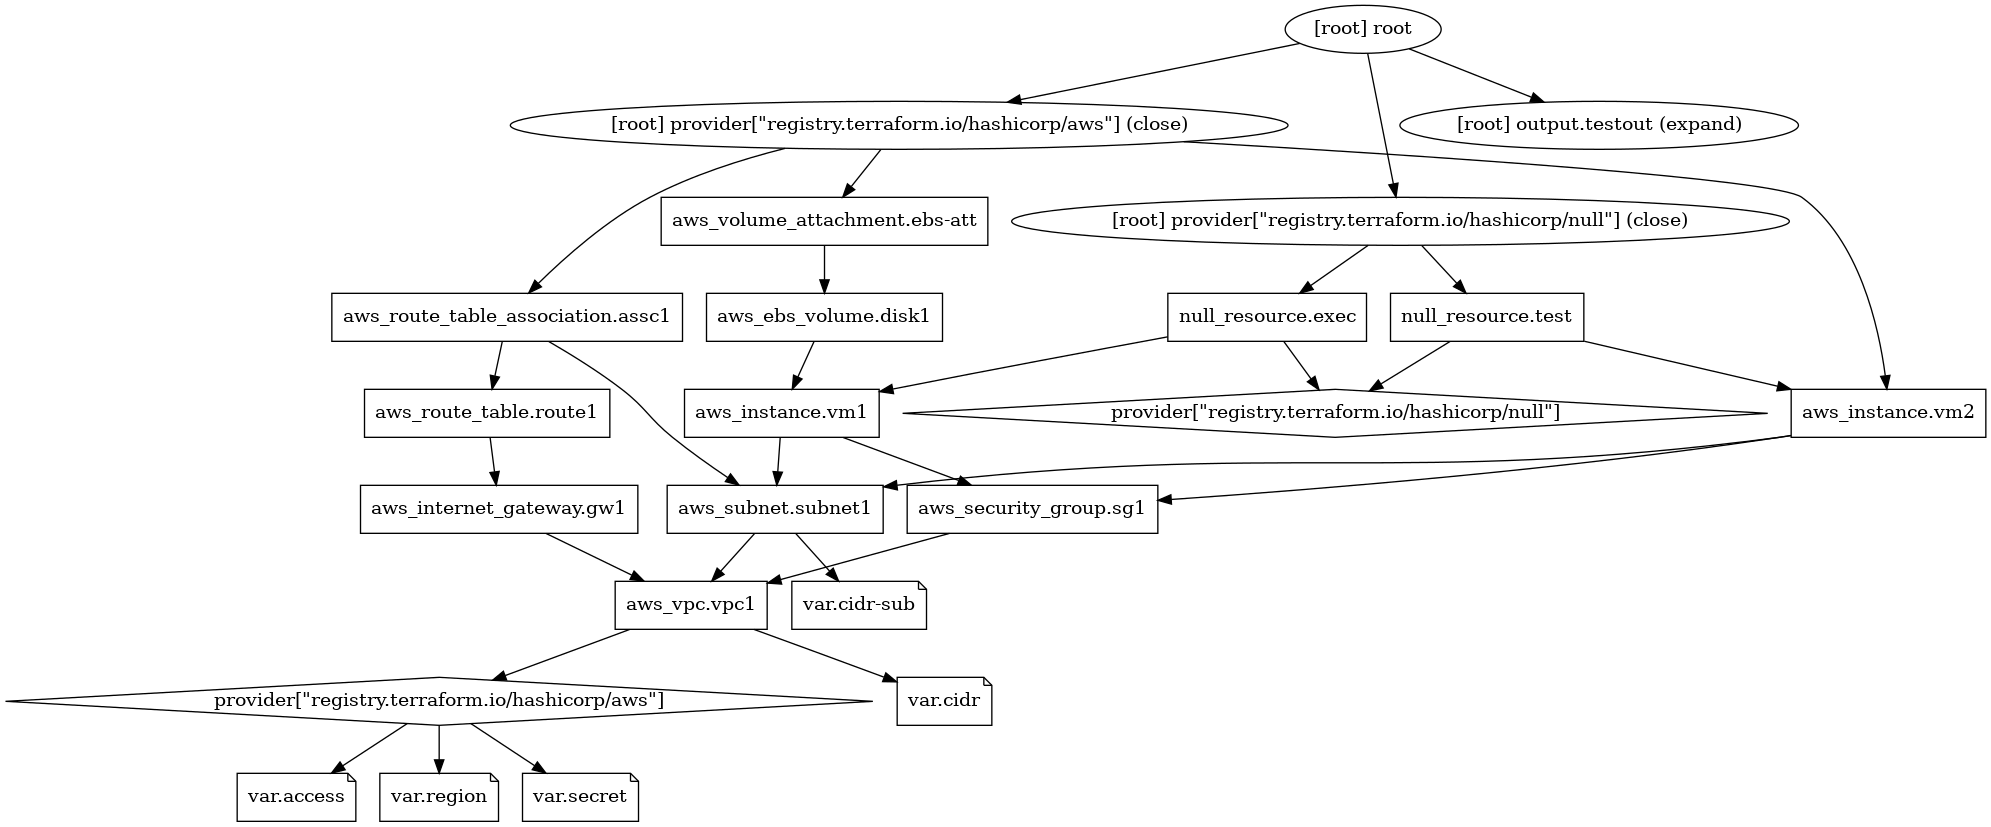 [root] root
[root] provider["registry.terraform.io/hashicorp/aws"] (close)
[root] output.testout (expand)
aws_volume_attachment.ebs-att
[root] provider["registry.terraform.io/hashicorp/null"] (close)
aws_route_table_association.assc1
aws_ebs_volume.disk1
null_resource.exec
null_resource.test
aws_route_table.route1
aws_instance.vm1
provider["registry.terraform.io/hashicorp/null"]
aws_instance.vm2
aws_internet_gateway.gw1
aws_subnet.subnet1
aws_security_group.sg1
aws_vpc.vpc1
var.cidr-sub
provider["registry.terraform.io/hashicorp/aws"]
var.cidr
var.access
var.region
var.secret